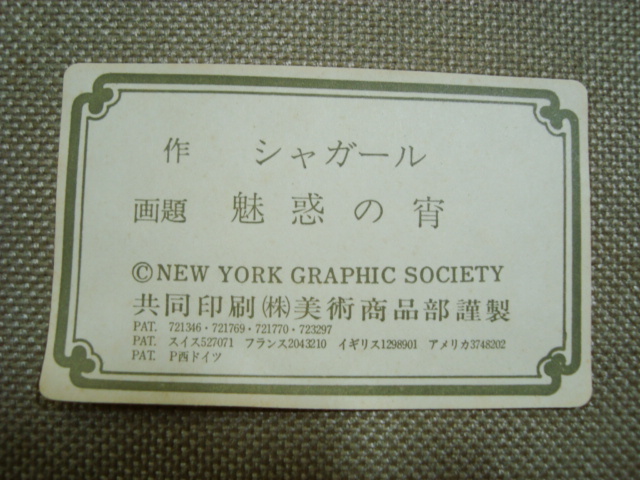 作 シャガール
画題 魅惑の宵
©NEW YORK GRAPHIC SOCIETY
共同印刷㈱美術商品部謹製
PAT. 721346・721769・721770・723297
PAT. スイス527071 フランス2043210 イギリス1298901 アメリカ3748202
PAT. P西ドイツ